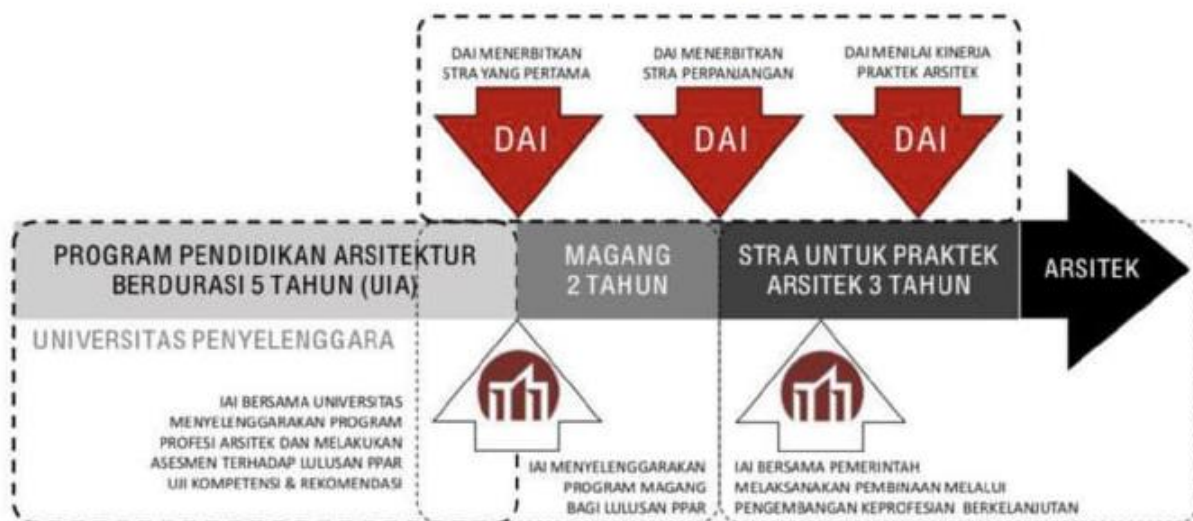 DAI MENERBITKAN
STRA YANG PERTAMA
DAI MENERBITKAN
STRA PERPANJANGAN
DAI MENILAI KINERJA
PRAKTEK ARSITEK
DAI
DAI
DAI
PROGRAM PENDIDIKAN ARSITEKTUR
BERDURASI 5 TAHUN (UIA)
MAGANG
2 TAHUN
STRA UNTUK PRAKTEK
ARSITEK 3 TAHUN
ARSITEK
UNIVERSITAS PENYELENGGARA
IAI BERSAMA UNIVERSITAS
MENYELENGGARAKAN PROGRAM
PROFESI ARSITEK DAN MELAKUKAN
ASESMEN TERHADAP LULUSAN PPAR
UJI KOMPETENSI & REKOMENDASI
IAI MENYELENGGARAKAN
PROGRAM MAGANG
BAGI LULUSAN PPAR
IAI BERSAMA PEMERINTAH
MELAKSANAKAN PEMBINAAN MELALUI
PENGEMBANGAN KEPROFESIAN BERKELANJUTAN